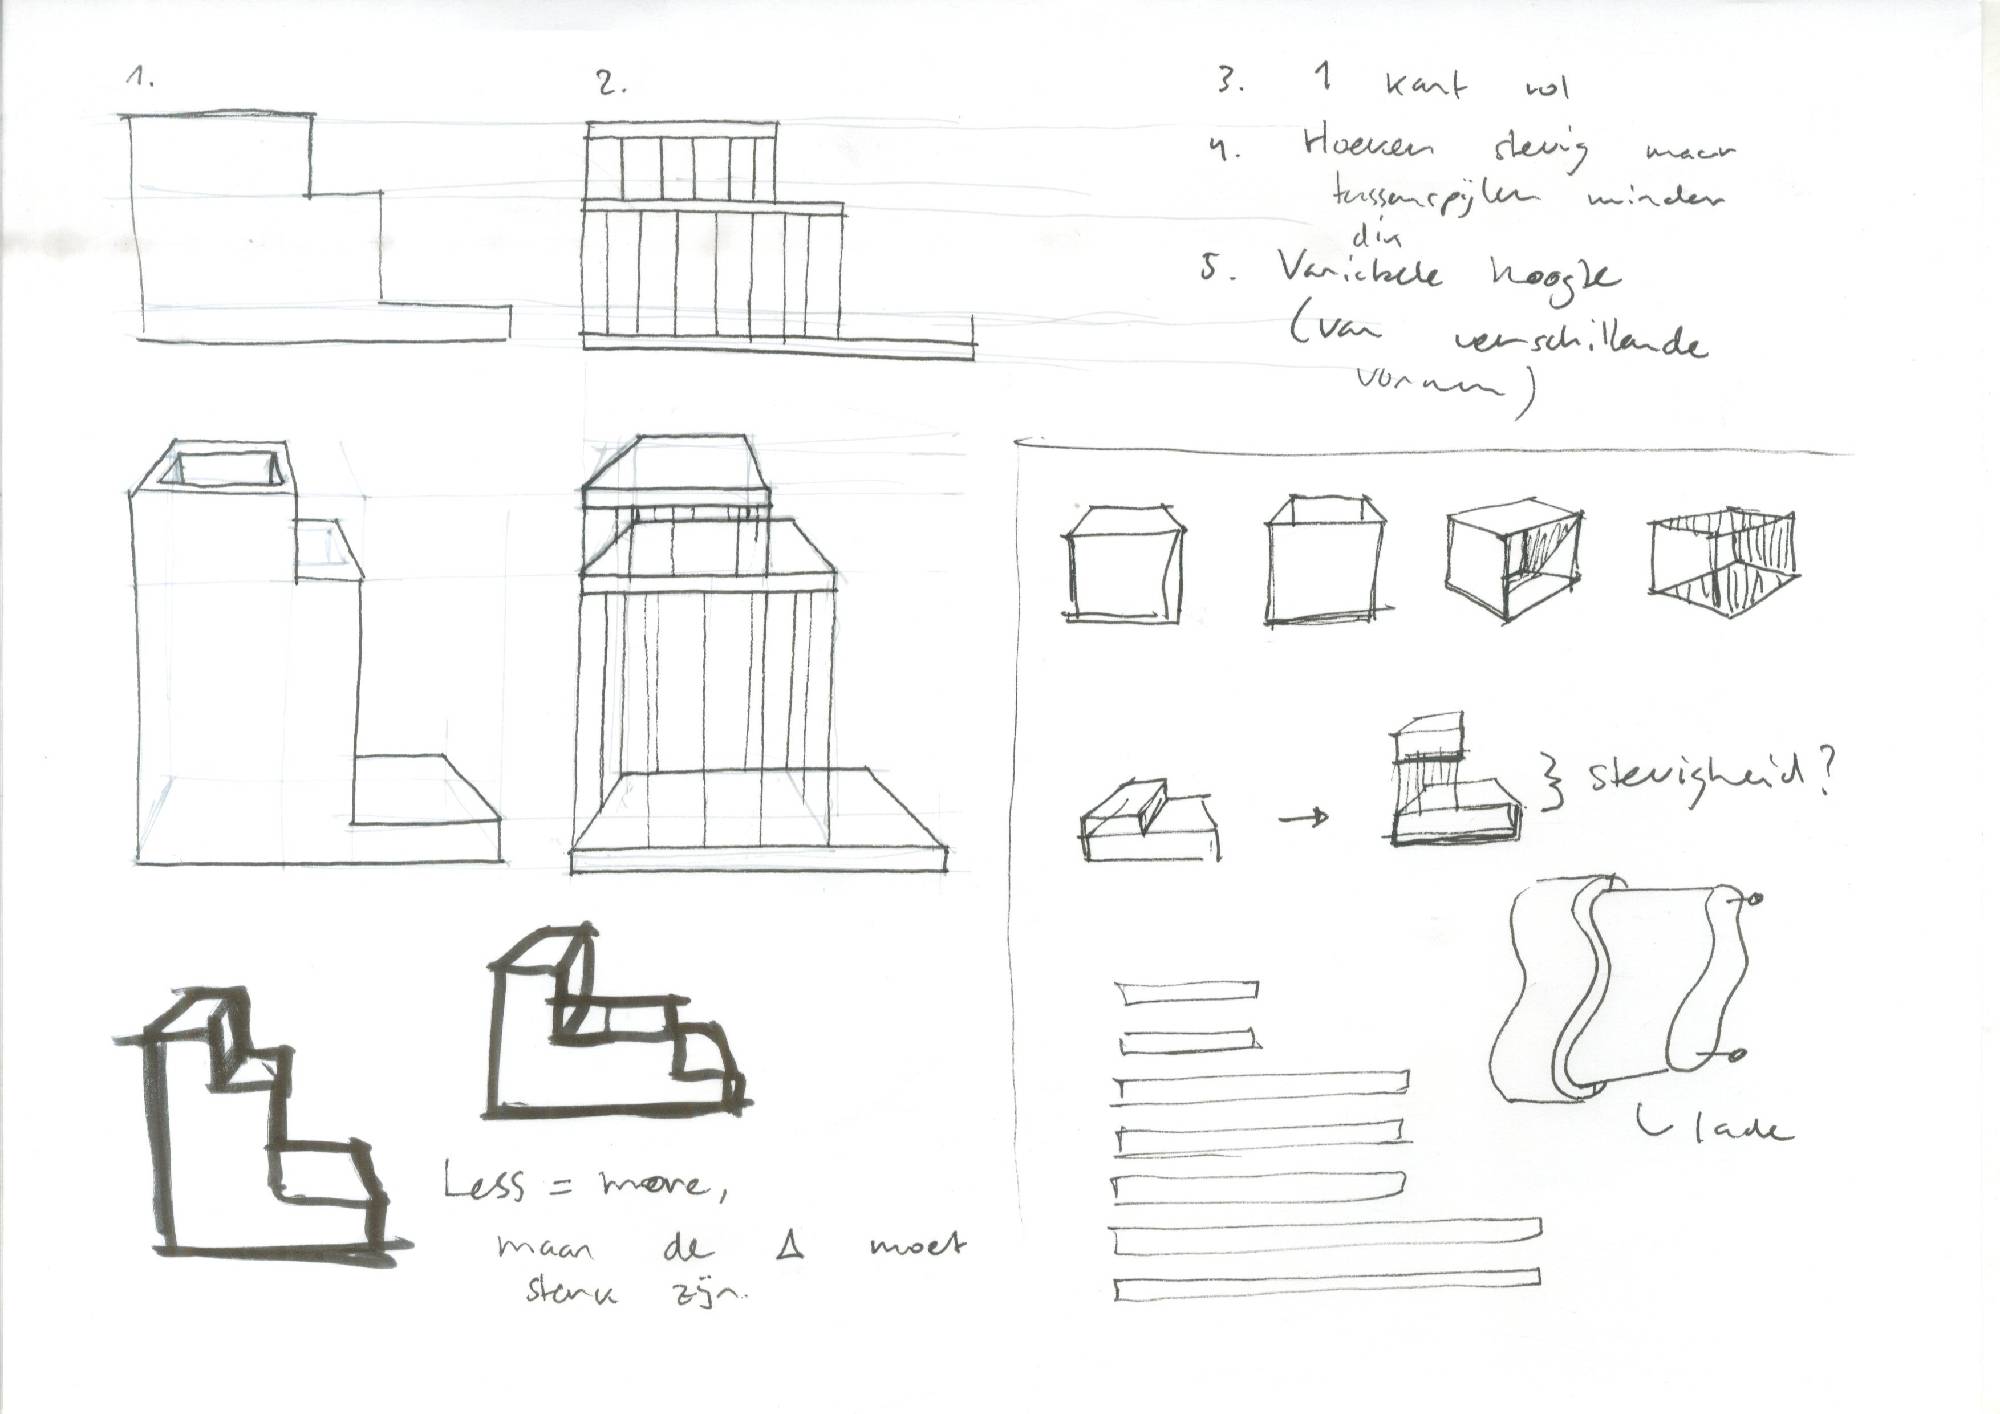 1.
2.
3. 1 kant vol
4. Hoeken stevig maar
tussenspijlen minder
dik
5. Variabele hoogte
(van verschillende
vormen)
} stevigheid?
lade
Less = more,
maar de Δ moet
sterk zijn.